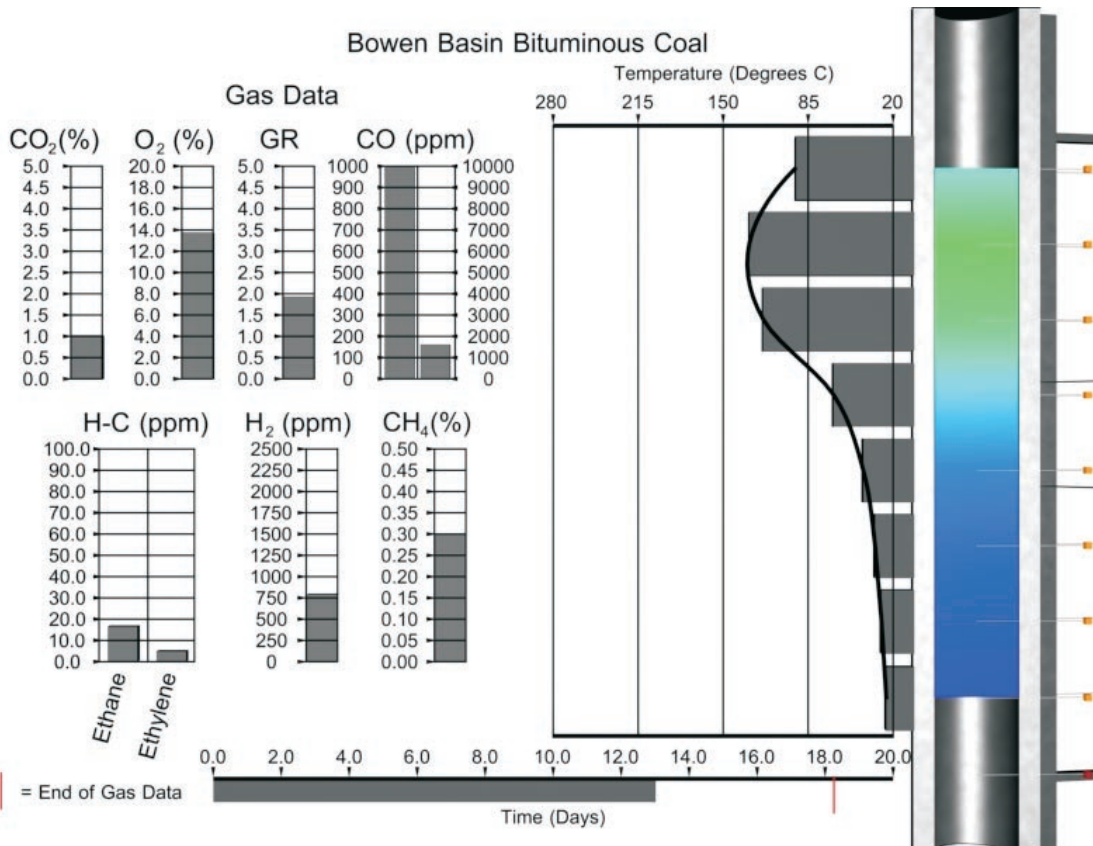 Bowen Basin Bituminous Coal
Temperature (Degrees C)
280 215 150 85 20
Gas Data
CO₂(%) O₂ (%) GR CO (ppm)
5.0 20.0 5.0 1000 10000
4.5 18.0 4.5 900 9000
4.0 16.0 4.0 800 8000
3.5 14.0 3.5 700 7000
3.0 12.0 3.0 600 6000
2.5 10.0 2.5 500 5000
2.0 8.0 2.0 400 4000
1.5 6.0 1.5 300 3000
1.0 4.0 1.0 200 2000
0.5 2.0 0.5 100 1000
0.0 0.0 0.0 0 0
H-C (ppm) H₂ (ppm) CH₄(%)
100.0 2500 0.50
90.0 2250 0.45
80.0 2000 0.40
70.0 1750 0.35
60.0 1500 0.30
50.0 1250 0.25
40.0 1000 0.20
30.0 750 0.15
20.0 500 0.10
10.0 250 0.05
0.0 0 0.00
Ethane
Ethylene
0.0 2.0 4.0 6.0 8.0 10.0 12.0 14.0 16.0 18.0 20.0
= End of Gas Data
Time (Days)